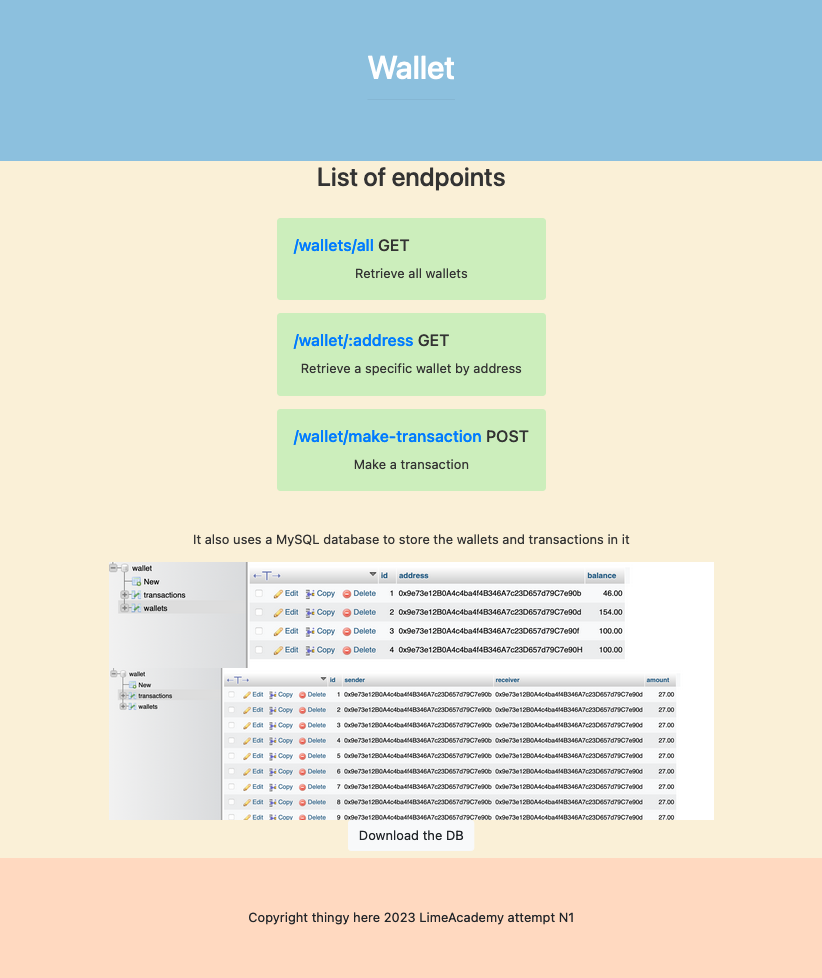 Wallet
List of endpoints
/wallets/all GET
Retrieve all wallets
/wallet/:address GET
Retrieve a specific wallet by address
/wallet/make-transaction POST
Make a transaction
It also uses a MySQL database to store the wallets and transactions in it
wallet
New
transactions
wallets
←T→ id address balance
Edit Copy Delete 1 0x9e73e12B0A4c4ba4f4B346A7c23D657d79C7e90b 46.00
Edit Copy Delete 2 0x9e73e12B0A4c4ba4f4B346A7c23D657d79C7e90d 154.00
Edit Copy Delete 3 0x9e73e12B0A4c4ba4f4B346A7c23D657d79C7e90f 100.00
Edit Copy Delete 4 0x9e73e12B0A4c4ba4f4B346A7c23D657d79C7e90H 100.00
wallet
New
transactions
wallets
←T→ id sender receiver amount
Edit Copy Delete 1 0x9e73e12B0A4c4ba4f4B346A7c23D657d79C7e90b 0x9e73e12B0A4c4ba4f4B346A7c23D657d79C7e90d 27.00
Edit Copy Delete 2 0x9e73e12B0A4c4ba4f4B346A7c23D657d79C7e90b 0x9e73e12B0A4c4ba4f4B346A7c23D657d79C7e90d 27.00
Edit Copy Delete 3 0x9e73e12B0A4c4ba4f4B346A7c23D657d79C7e90b 0x9e73e12B0A4c4ba4f4B346A7c23D657d79C7e90d 27.00
Edit Copy Delete 4 0x9e73e12B0A4c4ba4f4B346A7c23D657d79C7e90b 0x9e73e12B0A4c4ba4f4B346A7c23D657d79C7e90d 27.00
Edit Copy Delete 5 0x9e73e12B0A4c4ba4f4B346A7c23D657d79C7e90b 0x9e73e12B0A4c4ba4f4B346A7c23D657d79C7e90d 27.00
Edit Copy Delete 6 0x9e73e12B0A4c4ba4f4B346A7c23D657d79C7e90b 0x9e73e12B0A4c4ba4f4B346A7c23D657d79C7e90d 27.00
Edit Copy Delete 7 0x9e73e12B0A4c4ba4f4B346A7c23D657d79C7e90b 0x9e73e12B0A4c4ba4f4B346A7c23D657d79C7e90d 27.00
Edit Copy Delete 8 0x9e73e12B0A4c4ba4f4B346A7c23D657d79C7e90b 0x9e73e12B0A4c4ba4f4B346A7c23D657d79C7e90d 27.00
Edit Copy Delete 9 0x9e73e12B0A4c4ba4f4B346A7c23D657d79C7e90b 0x9e73e12B0A4c4ba4f4B346A7c23D657d79C7e90d 27.00
Download the DB
Copyright thingy here 2023 LimeAcademy attempt N1